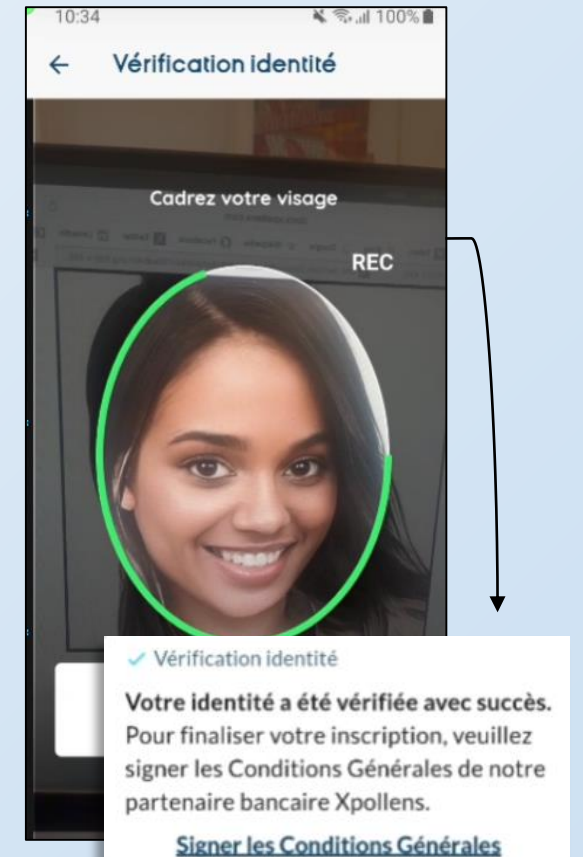 10:34
100%
Vérification identité
Cadrez votre visage
REC
Vérification identité
Votre identité a été vérifiée avec succès.
Pour finaliser votre inscription, veuillez
signer les Conditions Générales de notre
partenaire bancaire Xpollens.
Signer les Conditions Générales